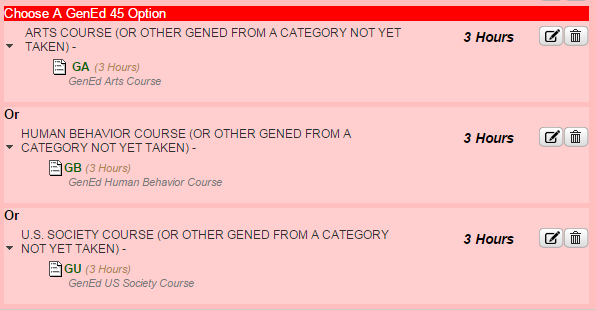 Choose A GenEd 45 Option
ARTS COURSE (OR OTHER GENED FROM A CATEGORY NOT YET
TAKEN) -
3 Hours
GA (3 Hours)
GenEd Arts Course
Or
HUMAN BEHAVIOR COURSE (OR OTHER GENED FROM A
CATEGORY NOT YET TAKEN) -
3 Hours
GB (3 Hours)
GenEd Human Behavior Course
Or
U.S. SOCIETY COURSE (OR OTHER GENED FROM A CATEGORY
NOT YET TAKEN) -
3 Hours
GU (3 Hours)
GenEd US Society Course